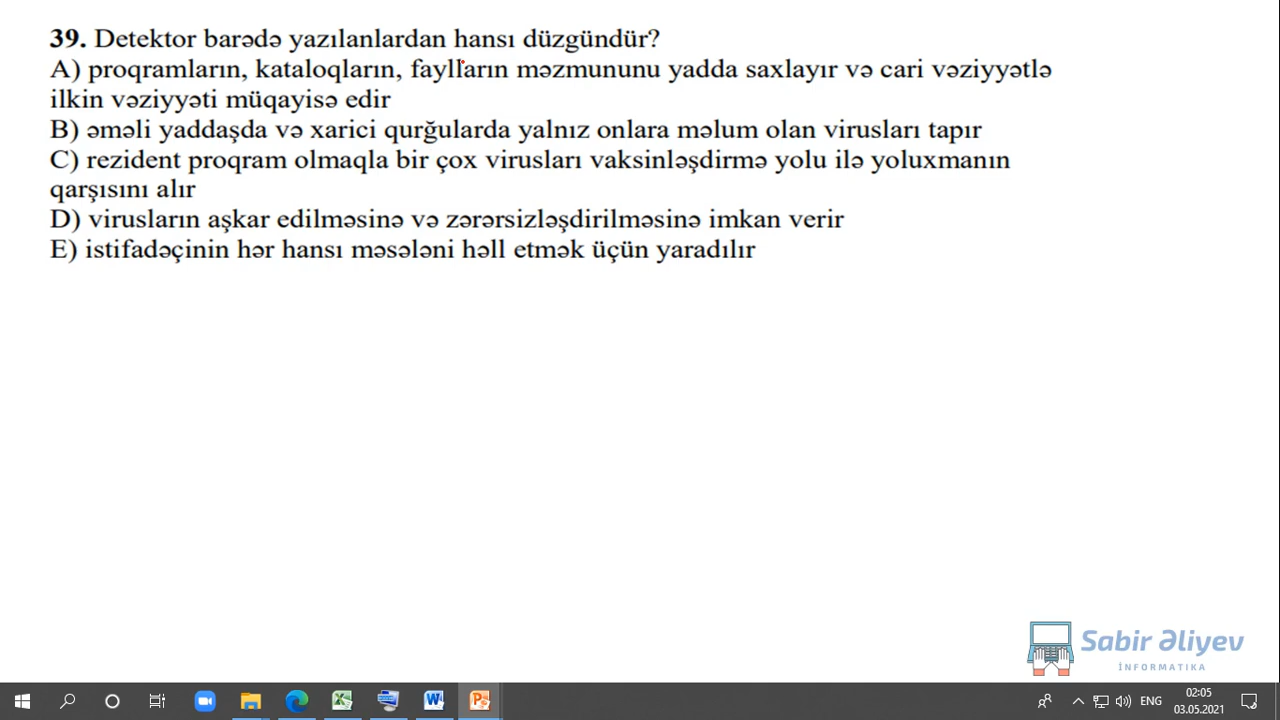 39. Detektor barədə yazılanlardan hansı düzgündür?
A) proqramların, kataloqların, faylların məzmununu yadda saxlayır və cari vəziyyətlə
ilkin vəziyyəti müqayisə edir
B) əməli yaddaşda və xarici qurğularda yalnız onlara məlum olan virusları tapır
C) rezident proqram olmaqla bir çox virusları vaksinləşdirmə yolu ilə yoluxmanın
qarşısını alır
D) virusların aşkar edilməsinə və zərərsizləşdirilməsinə imkan verir
E) istifadəçinin hər hansı məsələni həll etmək üçün yaradılır
Sabir Əliyev
İNFORMATIKA
ENG
02:05
03.05.2021